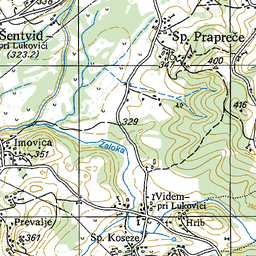 Šentvid -
pri Lukovici
(323.2)
Sp. Prapreče
400
347
416
329
Imovica
351
Zaloka
Videm -
pri Lukovici
Prevalje
Hrib
361
Sp. Koseze